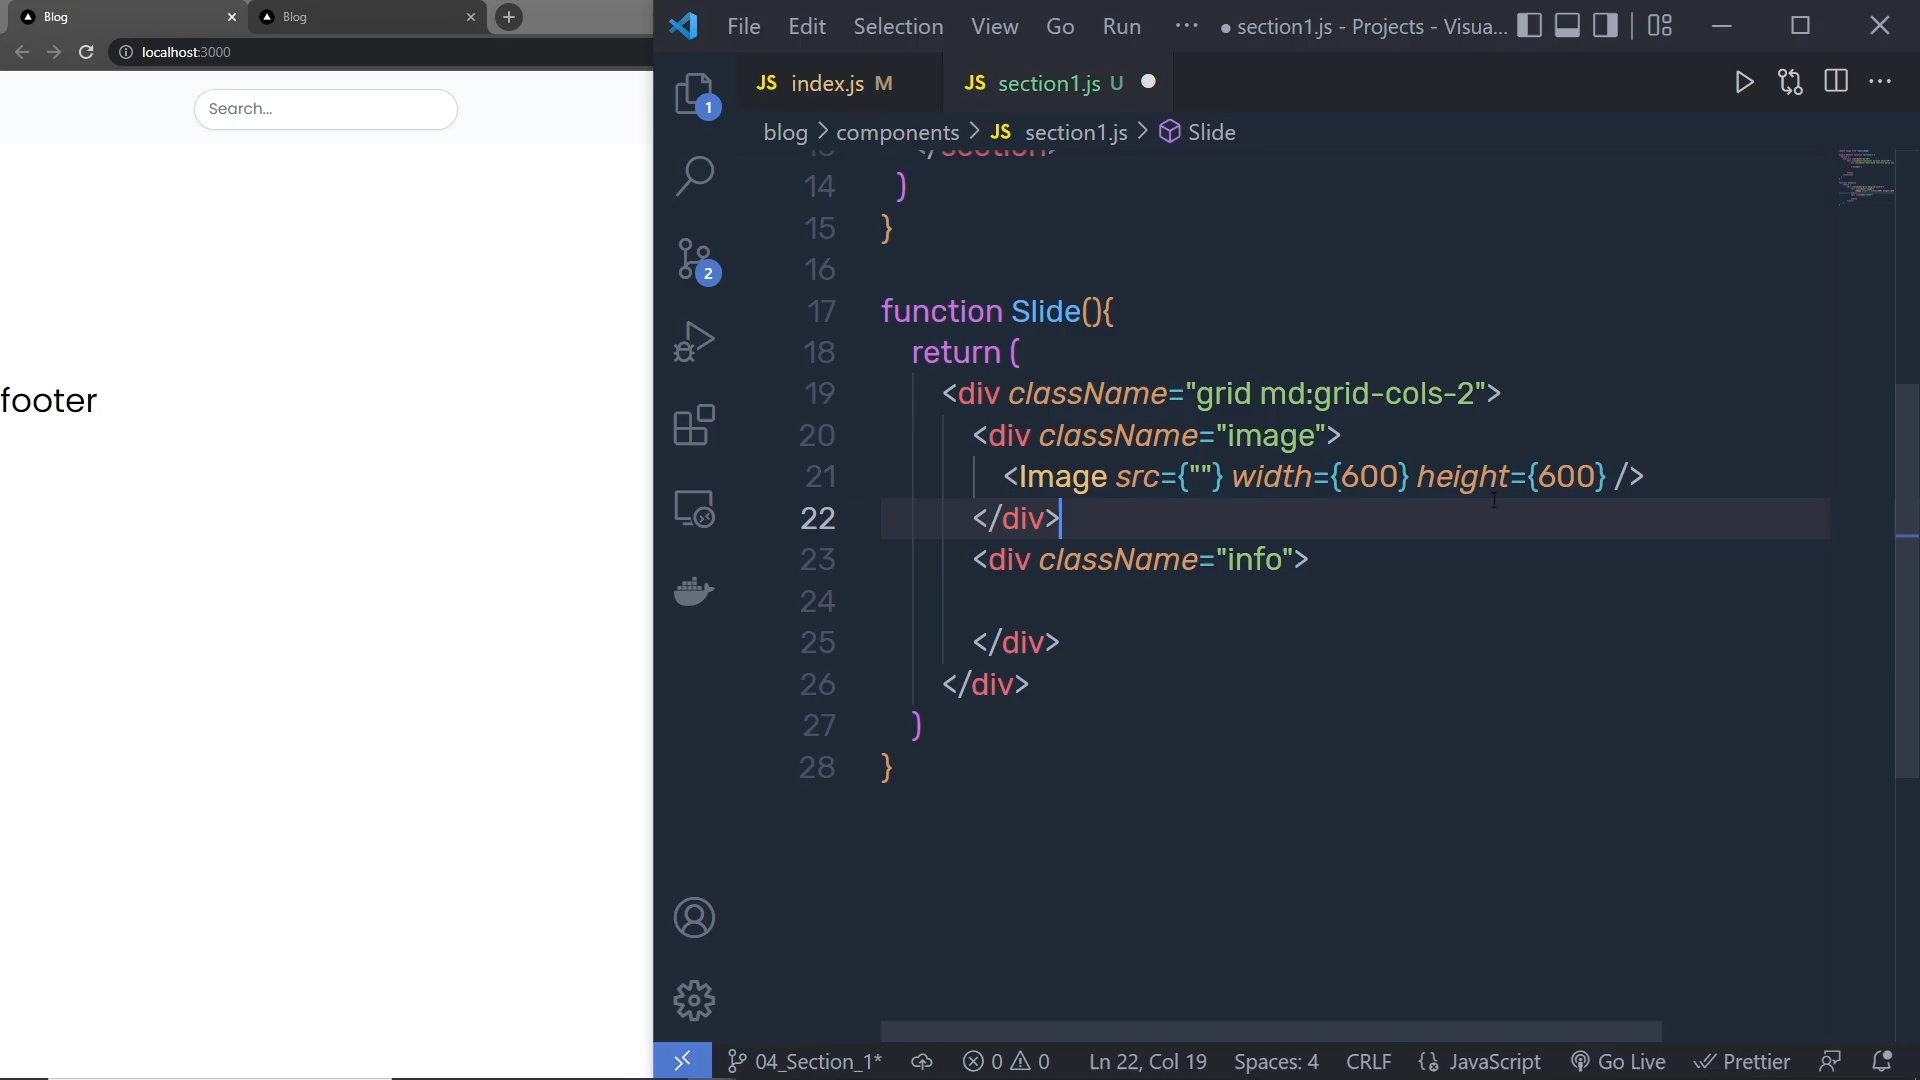 Blog
Blog
localhost:3000
Search...
footer
File Edit Selection View Go Run ··· ● section1.js - Projects - Visua...
JS index.js M
JS section1.js U
blog > components > JS section1.js > Slide
1
2
13 </section>
14 )
15 }
16
17 function Slide(){
18 return (
19 <div className="grid md:grid-cols-2">
20 <div className="image">
21 <Image src={""} width={600} height={600} />
22 </div>
23 <div className="info">
24
25 </div>
26 </div>
27 )
28 }
04_Section_1* 0 0 Ln 22, Col 19 Spaces: 4 CRLF {} JavaScript Go Live Prettier